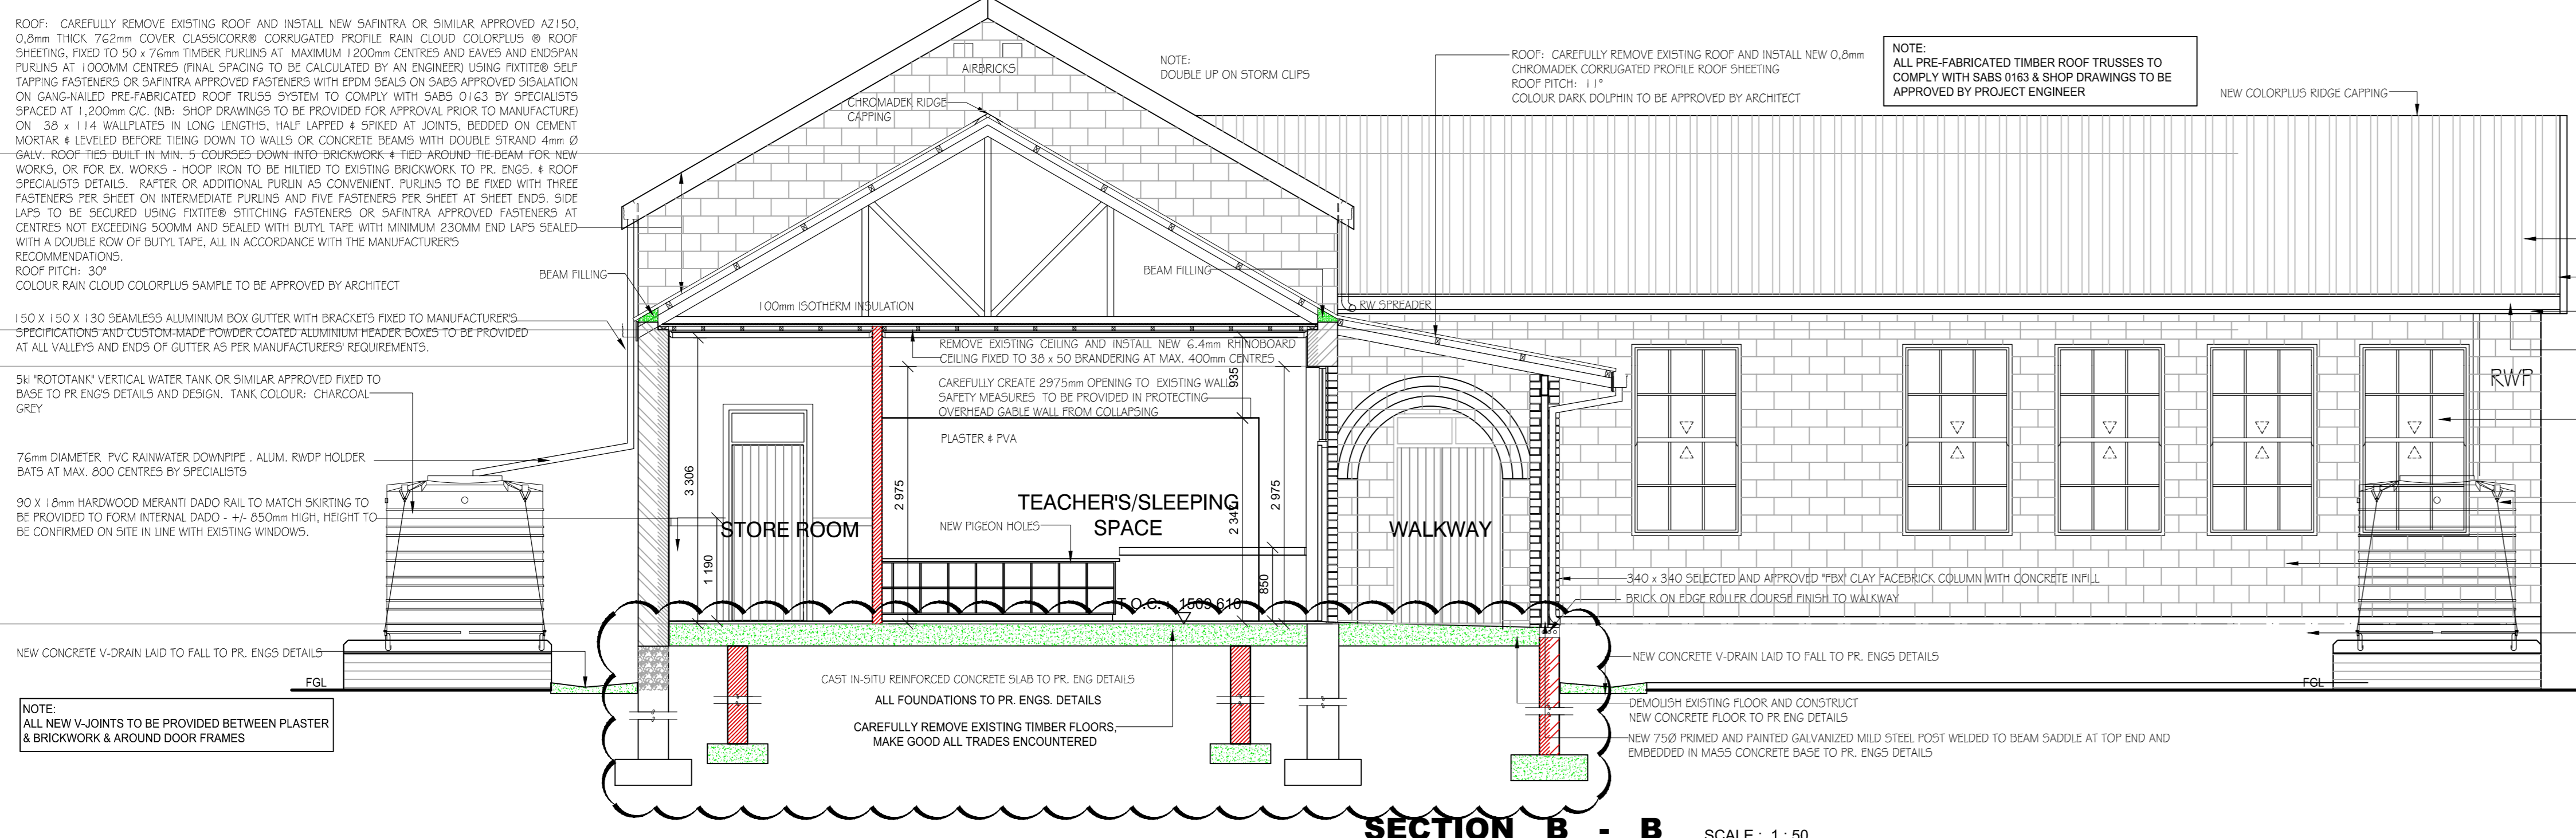 ROOF: CAREFULLY REMOVE EXISTING ROOF AND INSTALL NEW SAFINTRA OR SIMILAR APPROVED AZ150,
0,8mm THICK 762mm COVER CLASSICORR® CORRUGATED PROFILE RAIN CLOUD COLORPLUS ® ROOF
SHEETING, FIXED TO 50 x 76mm TIMBER PURLINS AT MAXIMUM 1200mm CENTRES AND EAVES AND ENDSPAN
PURLINS AT 1000MM CENTRES (FINAL SPACING TO BE CALCULATED BY AN ENGINEER) USING FIXTITE® SELF
TAPPING FASTENERS OR SAFINTRA APPROVED FASTENERS WITH EPDM SEALS ON SABS APPROVED SISALATION
ON GANG-NAILED PRE-FABRICATED ROOF TRUSS SYSTEM TO COMPLY WITH SABS 0163 BY SPECIALISTS
SPACED AT 1,200mm C/C. (NB: SHOP DRAWINGS TO BE PROVIDED FOR APPROVAL PRIOR TO MANUFACTURE)
ON 38 x 114 WALLPLATES IN LONG LENGTHS, HALF LAPPED & SPIKED AT JOINTS, BEDDED ON CEMENT
MORTAR & LEVELED BEFORE TIEING DOWN TO WALLS OR CONCRETE BEAMS WITH DOUBLE STRAND 4mm Ø
GALV. ROOF TIES BUILT IN MIN. 5 COURSES DOWN INTO BRICKWORK & TIED AROUND TIE-BEAM FOR NEW
WORKS, OR FOR EX. WORKS - HOOP IRON TO BE HILTIED TO EXISTING BRICKWORK TO PR. ENGS. & ROOF
SPECIALISTS DETAILS. RAFTER OR ADDITIONAL PURLIN AS CONVENIENT. PURLINS TO BE FIXED WITH THREE
FASTENERS PER SHEET ON INTERMEDIATE PURLINS AND FIVE FASTENERS PER SHEET AT SHEET ENDS. SIDE
LAPS TO BE SECURED USING FIXTITE® STITCHING FASTENERS OR SAFINTRA APPROVED FASTENERS AT
CENTRES NOT EXCEEDING 500MM AND SEALED WITH BUTYL TAPE WITH MINIMUM 230MM END LAPS SEALED
WITH A DOUBLE ROW OF BUTYL TAPE, ALL IN ACCORDANCE WITH THE MANUFACTURER'S
RECOMMENDATIONS.
ROOF PITCH: 30°
COLOUR RAIN CLOUD COLORPLUS SAMPLE TO BE APPROVED BY ARCHITECT
150 X 150 X 130 SEAMLESS ALUMINIUM BOX GUTTER WITH BRACKETS FIXED TO MANUFACTURER'S
SPECIFICATIONS AND CUSTOM-MADE POWDER COATED ALUMINIUM HEADER BOXES TO BE PROVIDED
AT ALL VALLEYS AND ENDS OF GUTTER AS PER MANUFACTURERS' REQUIREMENTS.
5kl "ROTOTANK" VERTICAL WATER TANK OR SIMILAR APPROVED FIXED TO
BASE TO PR ENG'S DETAILS AND DESIGN. TANK COLOUR: CHARCOAL
GREY
76mm DIAMETER PVC RAINWATER DOWNPIPE . ALUM. RWDP HOLDER
BATS AT MAX. 800 CENTRES BY SPECIALISTS
90 X 18mm HARDWOOD MERANTI DADO RAIL TO MATCH SKIRTING TO
BE PROVIDED TO FORM INTERNAL DADO - +/- 850mm HIGH, HEIGHT TO
BE CONFIRMED ON SITE IN LINE WITH EXISTING WINDOWS.
NEW CONCRETE V-DRAIN LAID TO FALL TO PR. ENGS DETAILS
FGL
NOTE:
ALL NEW V-JOINTS TO BE PROVIDED BETWEEN PLASTER
& BRICKWORK & AROUND DOOR FRAMES
AIRBRICKS
CHROMADEK RIDGE
CAPPING
BEAM FILLING
BEAM FILLING
100mm ISOTHERM INSULATION
REMOVE EXISTING CEILING AND INSTALL NEW 6.4mm RHINOBOARD
CEILING FIXED TO 38 x 50 BRANDERING AT MAX. 400mm CENTRES
CAREFULLY CREATE 2975mm OPENING TO EXISTING WALL
SAFETY MEASURES TO BE PROVIDED IN PROTECTING
OVERHEAD GABLE WALL FROM COLLAPSING
PLASTER & PVA
3 306
1 190
2 975
935
2 975
850
STORE ROOM
TEACHER'S/SLEEPING
SPACE
NEW PIGEON HOLES
WALKWAY
T.O.C. : 1509.610
CAST IN-SITU REINFORCED CONCRETE SLAB TO PR. ENG DETAILS
ALL FOUNDATIONS TO PR. ENGS. DETAILS
CAREFULLY REMOVE EXISTING TIMBER FLOORS,
MAKE GOOD ALL TRADES ENCOUNTERED
NOTE:
DOUBLE UP ON STORM CLIPS
RW SPREADER
ROOF: CAREFULLY REMOVE EXISTING ROOF AND INSTALL NEW 0,8mm
CHROMADEK CORRUGATED PROFILE ROOF SHEETING
ROOF PITCH: 11°
COLOUR DARK DOLPHIN TO BE APPROVED BY ARCHITECT
NOTE:
ALL PRE-FABRICATED TIMBER ROOF TRUSSES TO
COMPLY WITH SABS 0163 & SHOP DRAWINGS TO BE
APPROVED BY PROJECT ENGINEER
NEW COLORPLUS RIDGE CAPPING
RWP
340 x 340 SELECTED AND APPROVED "FBX" CLAY FACEBRICK COLUMN WITH CONCRETE INFILL
BRICK ON EDGE ROLLER COURSE FINISH TO WALKWAY
NEW CONCRETE V-DRAIN LAID TO FALL TO PR. ENGS DETAILS
FGL
DEMOLISH EXISTING FLOOR AND CONSTRUCT
NEW CONCRETE FLOOR TO PR ENG DETAILS
NEW 75Ø PRIMED AND PAINTED GALVANIZED MILD STEEL POST WELDED TO BEAM SADDLE AT TOP END AND
EMBEDDED IN MASS CONCRETE BASE TO PR. ENGS DETAILS
SECTION B - B
SCALE : 1 : 50